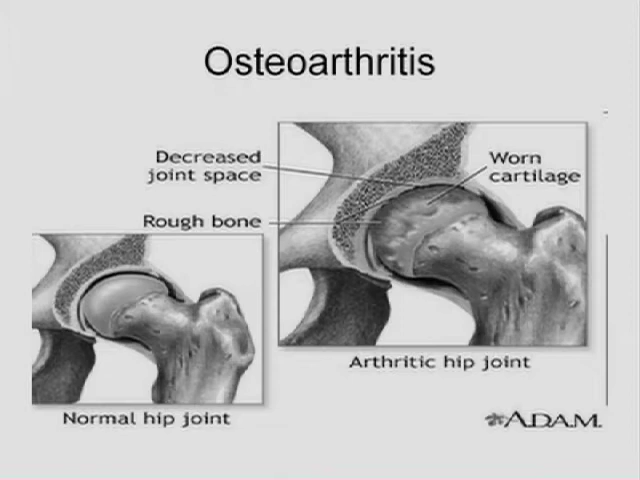 Osteoarthritis
Decreased
joint space
Worn
cartilage
Rough bone
Arthritic hip joint
Normal hip joint
A.D.A.M.